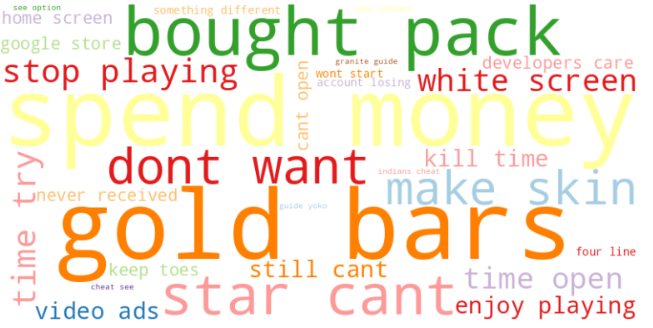 see option
something different
home screen
bought pack
google store
granite guide
developers care
stop playing
wont start
white screen
account losing
cant open
spend money
dont want
kill time
indians cheat
time try
never received
make skin
guide yoko
gold bars
four line
keep toes
still cant
time open
cheat see
star cant
video ads
enjoy playing